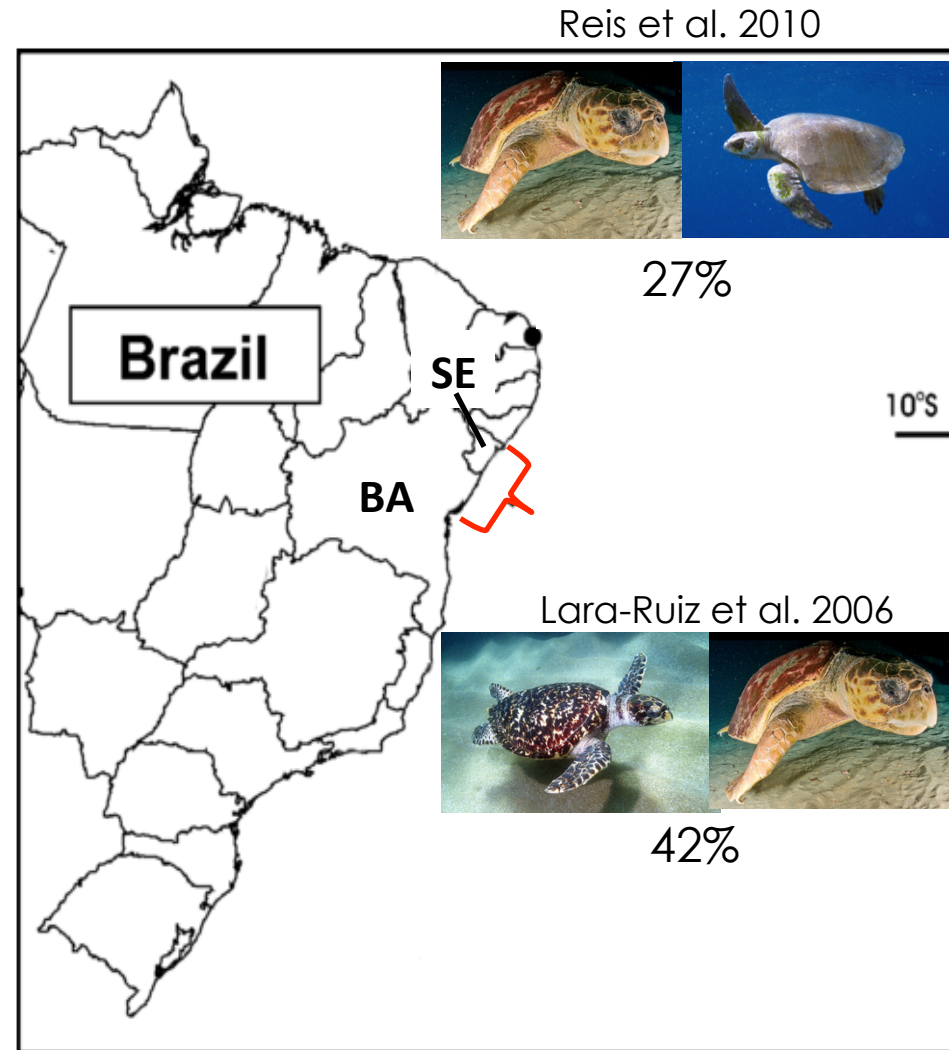 Reis et al. 2010
27%
Brazil
SE
10°S
BA
Lara-Ruiz et al. 2006
42%